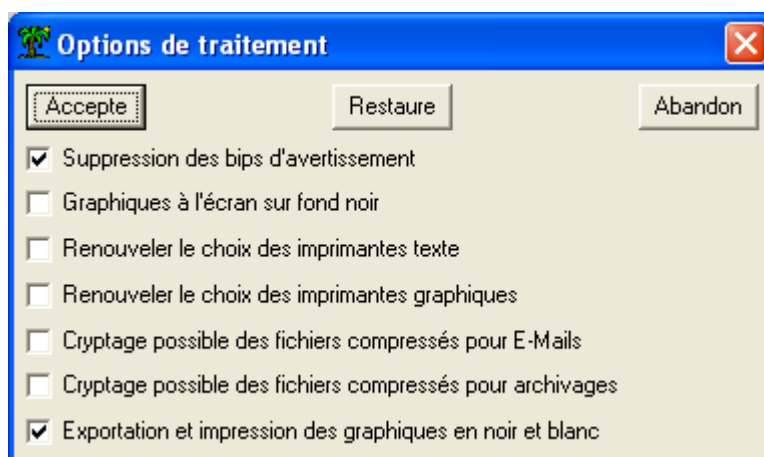 Options de traitement
Accepte Restaure Abandon
Suppression des bips d'avertissement
Graphiques à l'écran sur fond noir
Renouveler le choix des imprimantes texte
Renouveler le choix des imprimantes graphiques
Cryptage possible des fichiers compressés pour E-Mails
Cryptage possible des fichiers compressés pour archivages
Exportation et impression des graphiques en noir et blanc